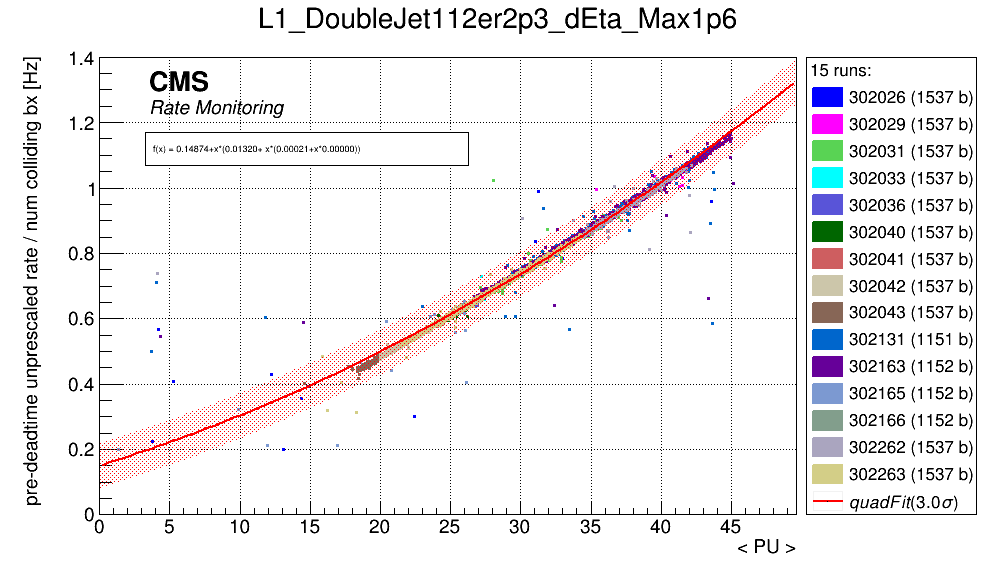 L1_DoubleJet112er2p3_dEta_Max1p6
pre-deadtime unprescaled rate / num colliding bx [Hz]
1.4
1.2
1
0.8
0.6
0.4
0.2
0
CMS
Rate Monitoring
f(x) = 0.14874+x*(0.01320+ x*(0.00021+x*0.00000))
0 5 10 15 20 25 30 35 40 45
< PU >
15 runs:
302026 (1537 b)
302029 (1537 b)
302031 (1537 b)
302033 (1537 b)
302036 (1537 b)
302040 (1537 b)
302041 (1537 b)
302042 (1537 b)
302043 (1537 b)
302131 (1151 b)
302163 (1152 b)
302165 (1152 b)
302166 (1152 b)
302262 (1537 b)
302263 (1537 b)
quadFit(3.0σ)